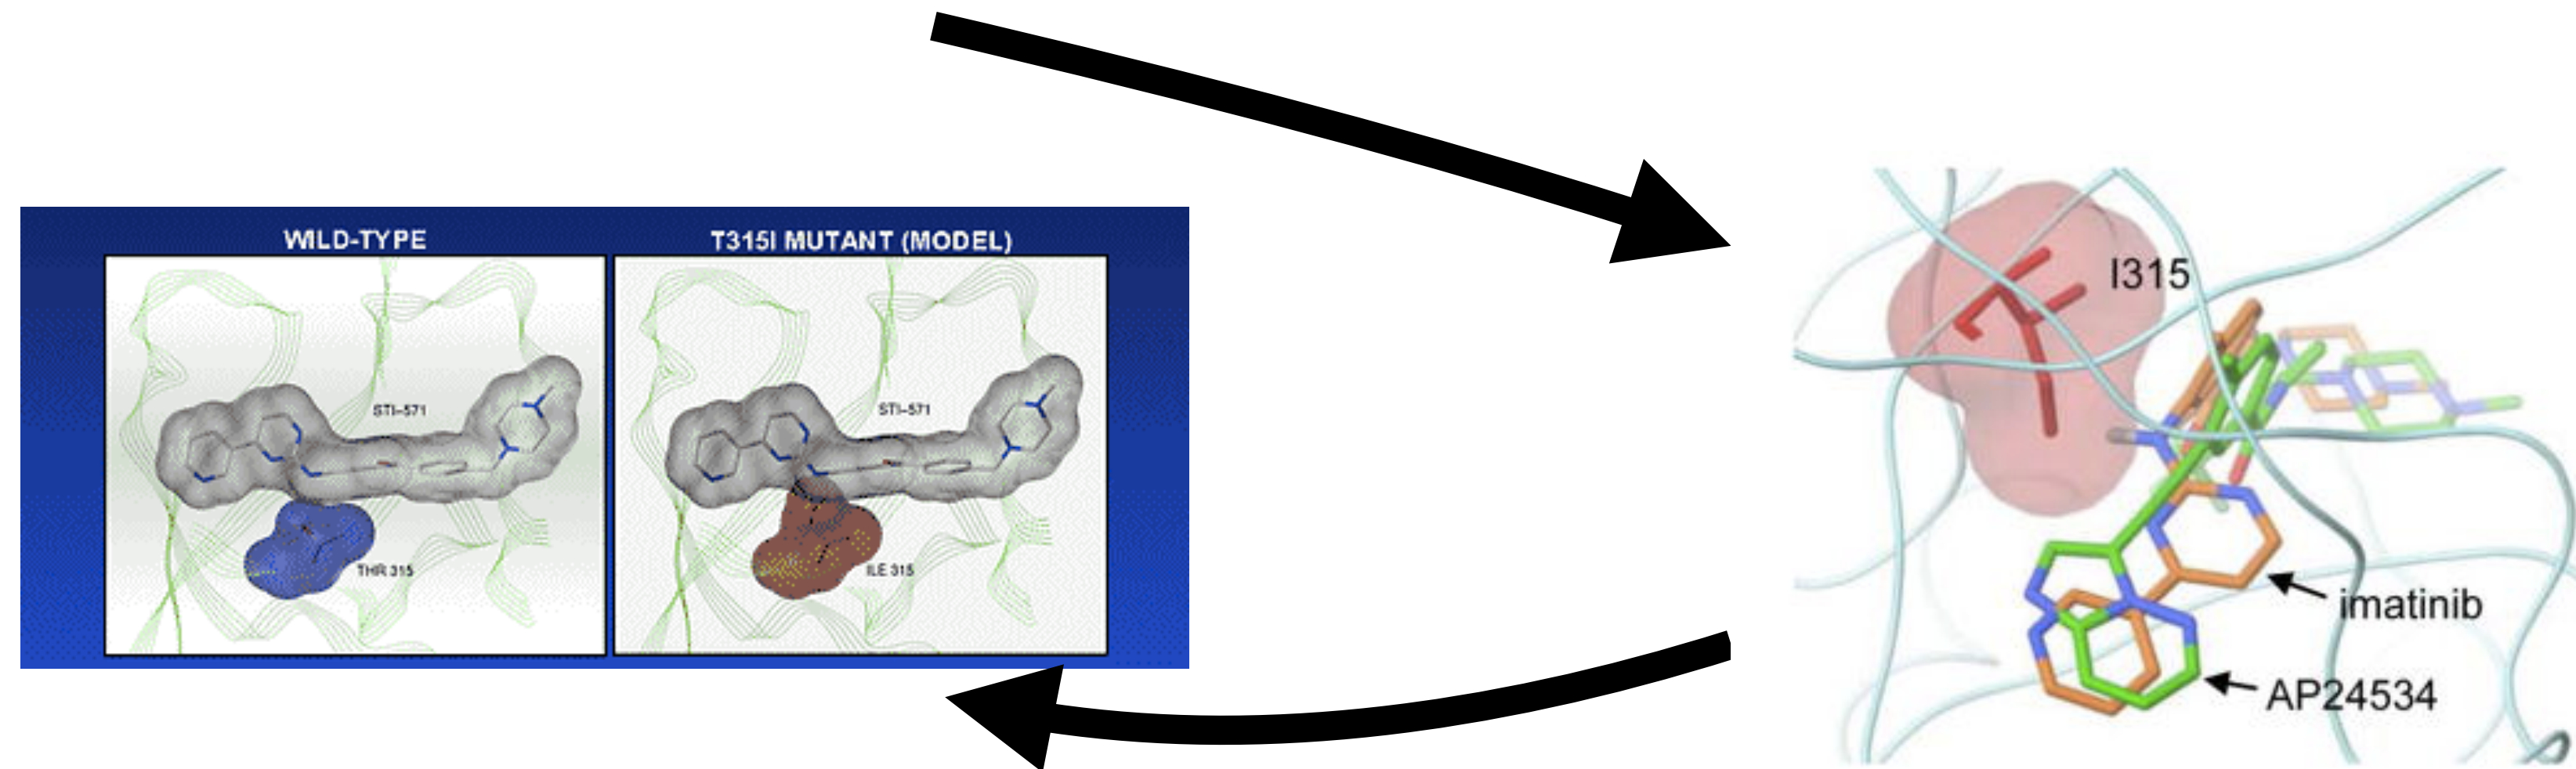 WILD-TYPE
T315I MUTANT (MODEL)
STI-571
STI-571
THR 315
ILE 315
I315
imatinib
AP24534